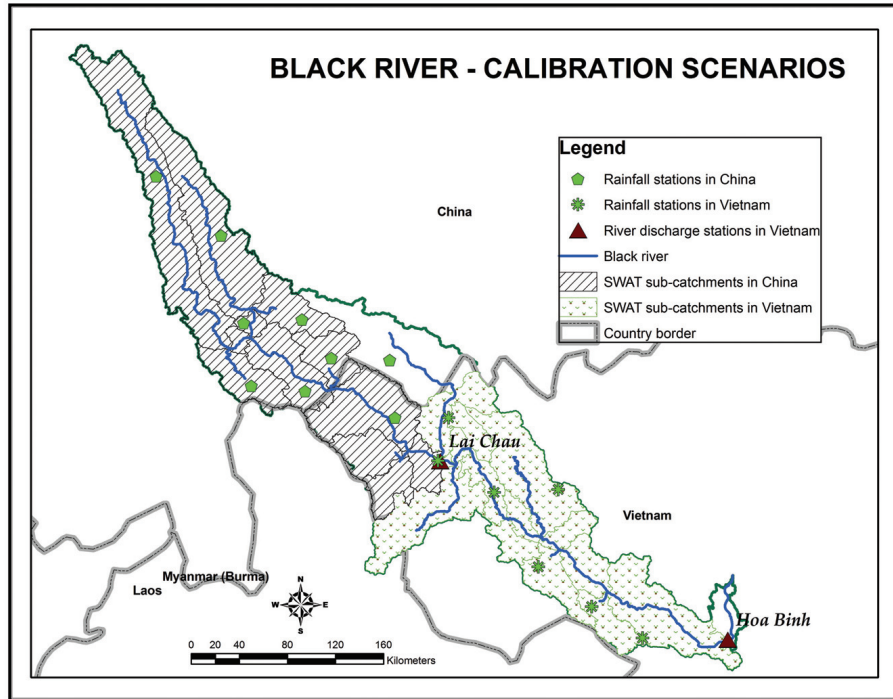 BLACK RIVER - CALIBRATION SCENARIOS
Legend
Rainfall stations in China
Rainfall stations in Vietnam
River discharge stations in Vietnam
Black river
SWAT sub-catchments in China
SWAT sub-catchments in Vietnam
Country border
China
Lai Chau
Vietnam
Myanmar (Burma)
Laos
Hoa Binh
N
W E
S
0 20 40 80 120 160
Kilometers